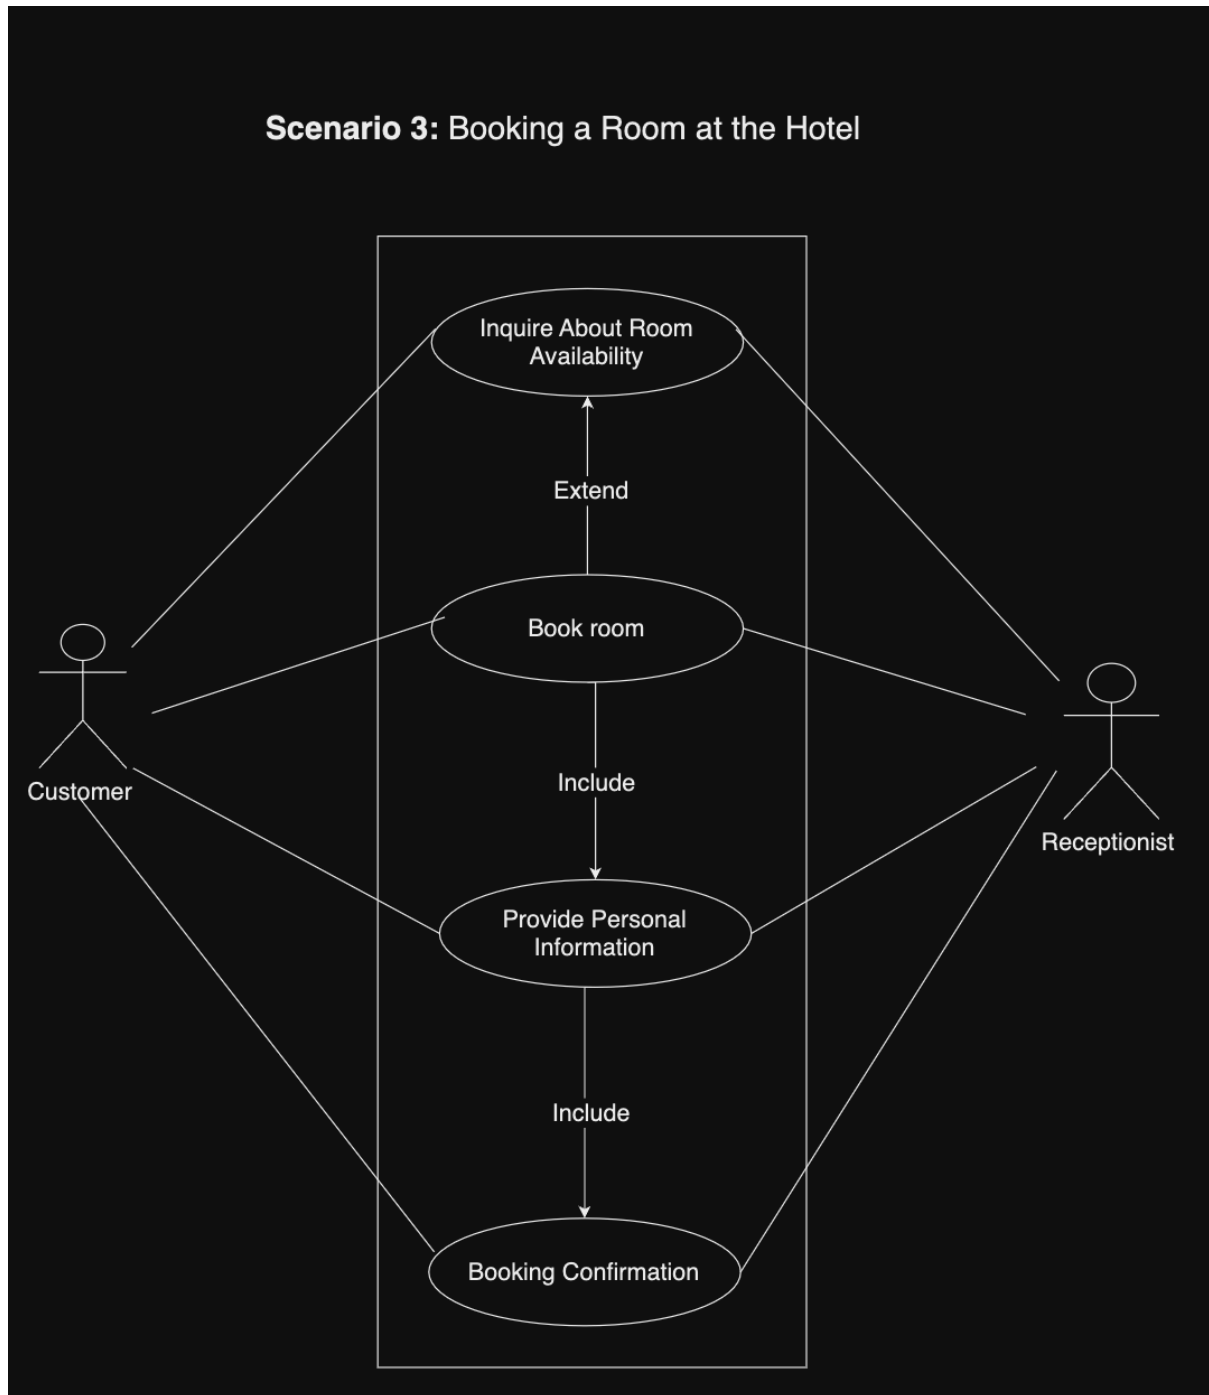 Scenario 3: Booking a Room at the Hotel
Inquire About Room
Availability
Extend
Book room
Customer
Include
Receptionist
Provide Personal
Information
Include
Booking Confirmation